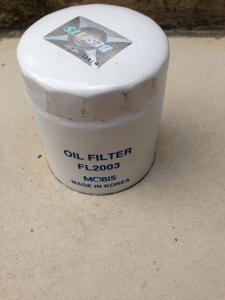 OIL FILTER
FL2003
MOBIS
MADE IN KOREA